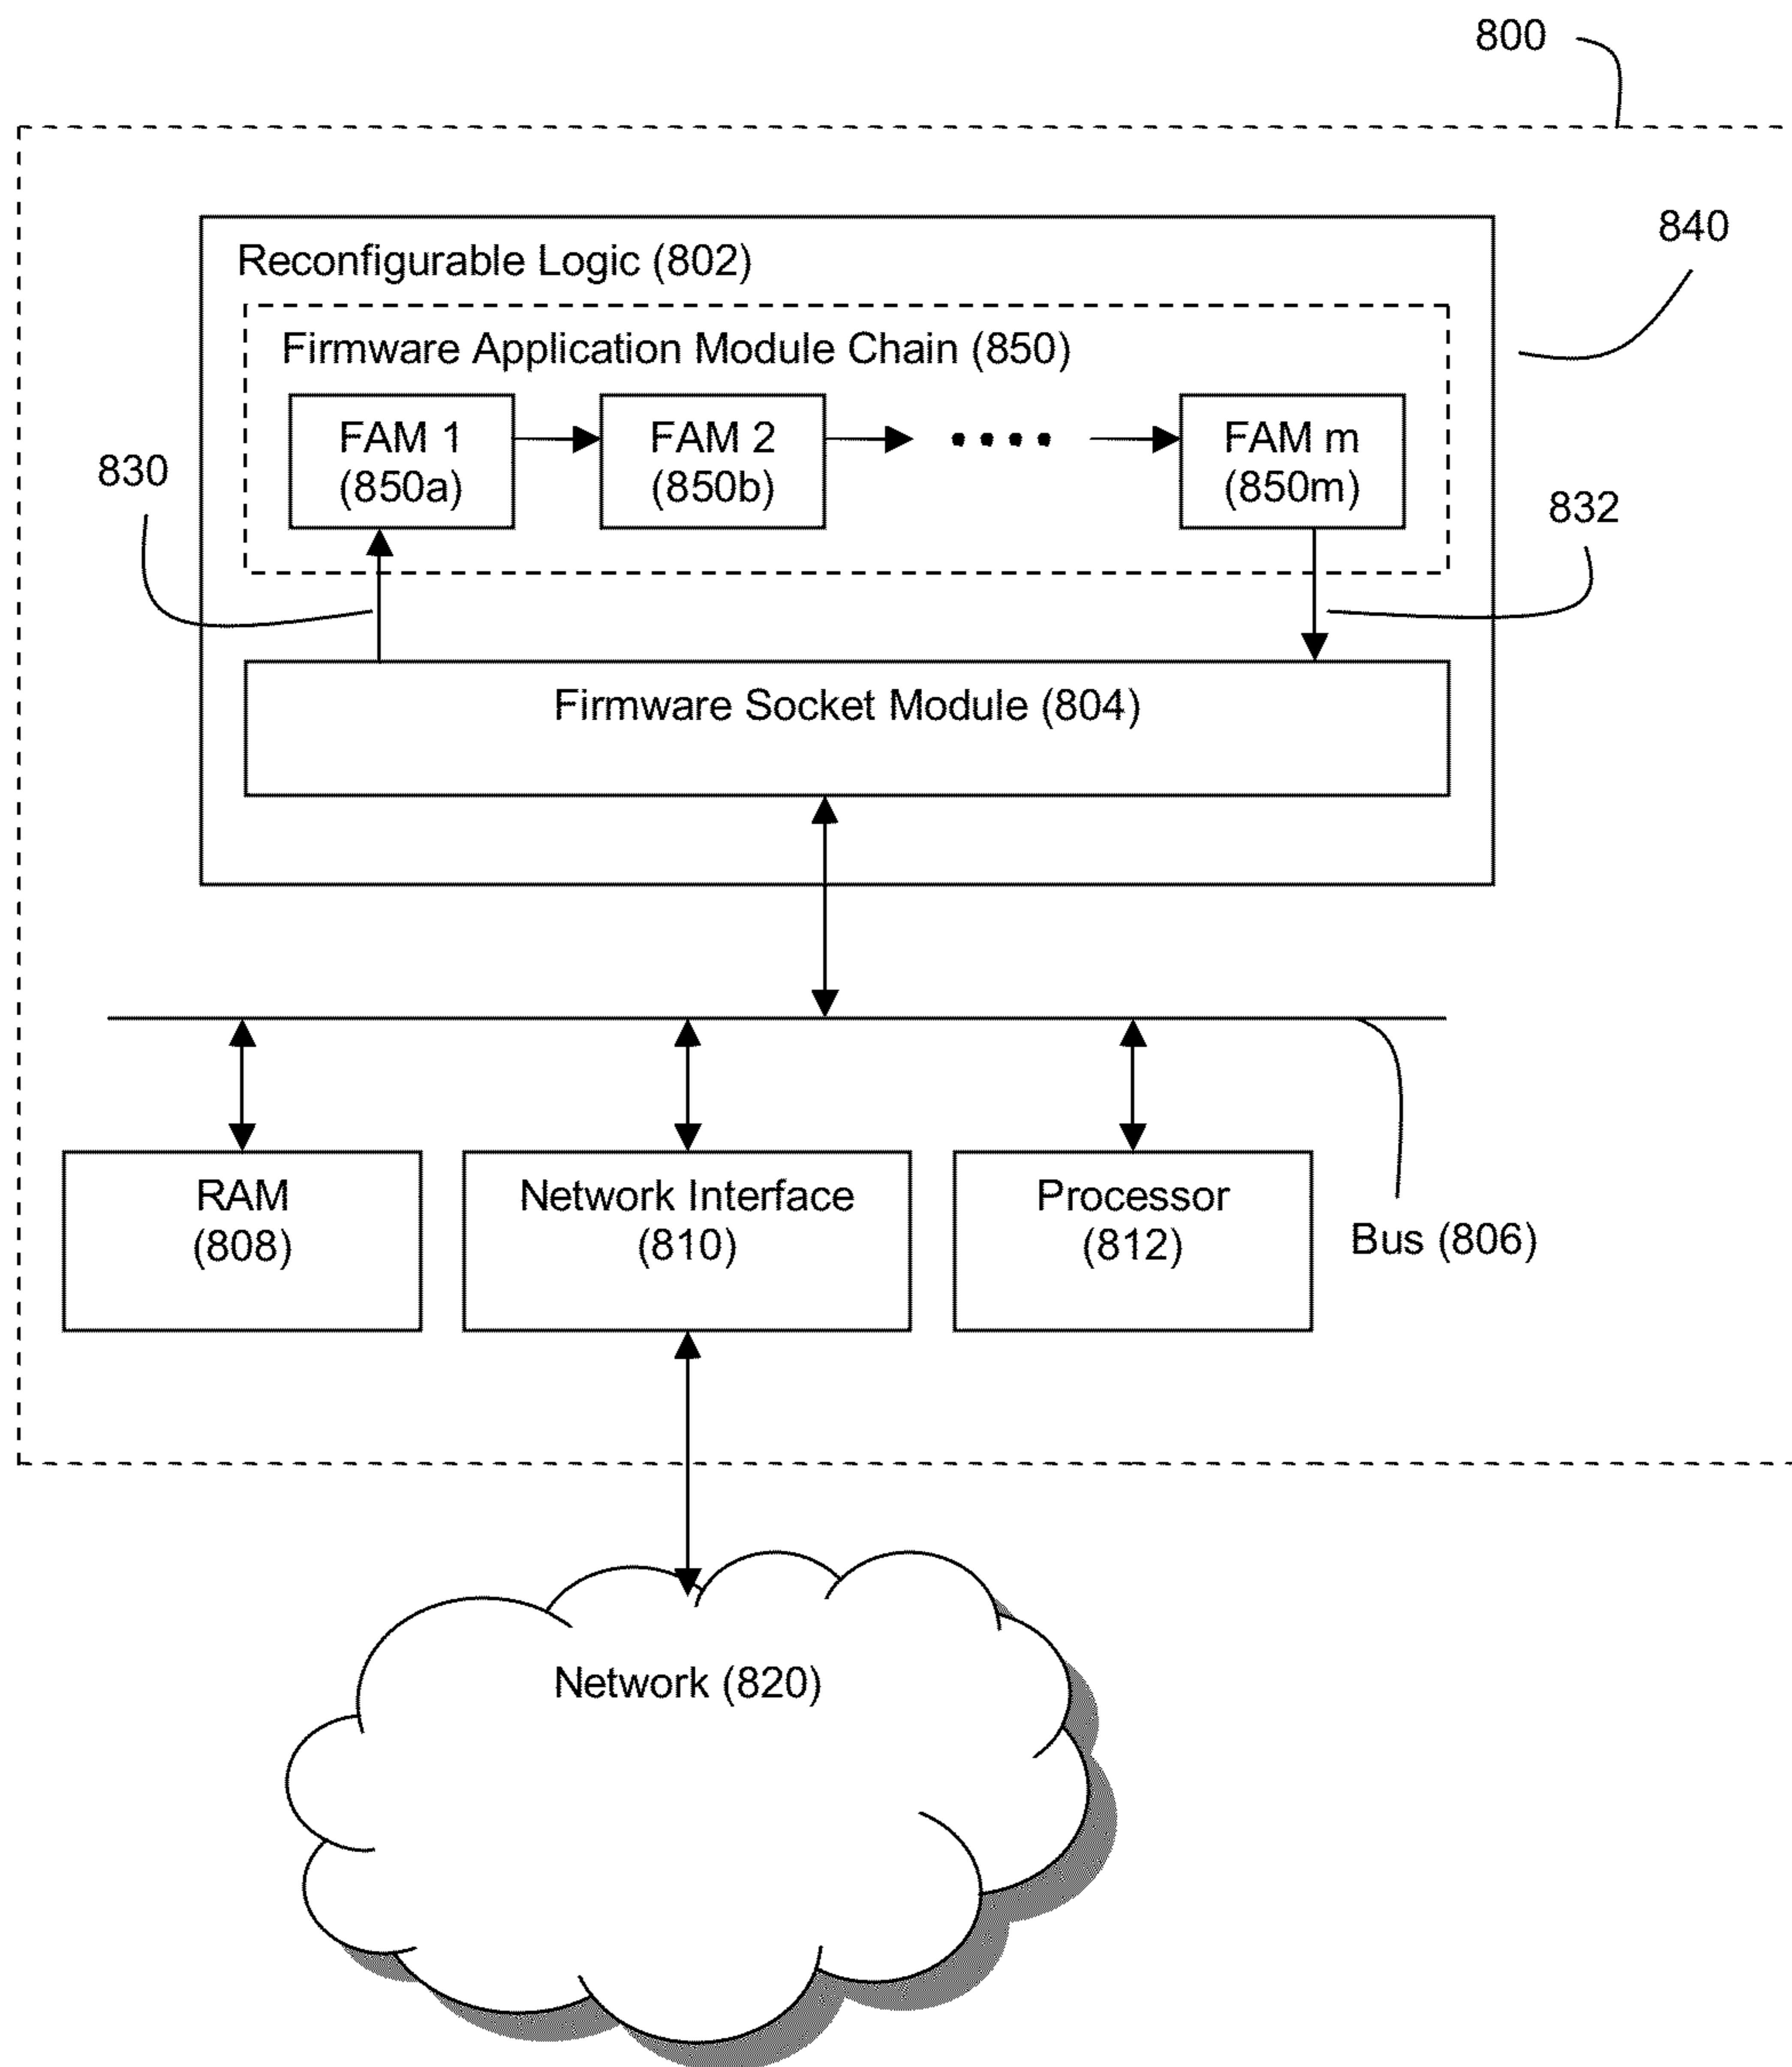 800
840
Reconfigurable Logic (802)
Firmware Application Module Chain (850)
FAM 1
(850a)
FAM 2
(850b)
FAM m
(850m)
830
832
Firmware Socket Module (804)
RAM
(808)
Network Interface
(810)
Processor
(812)
Bus (806)
Network (820)